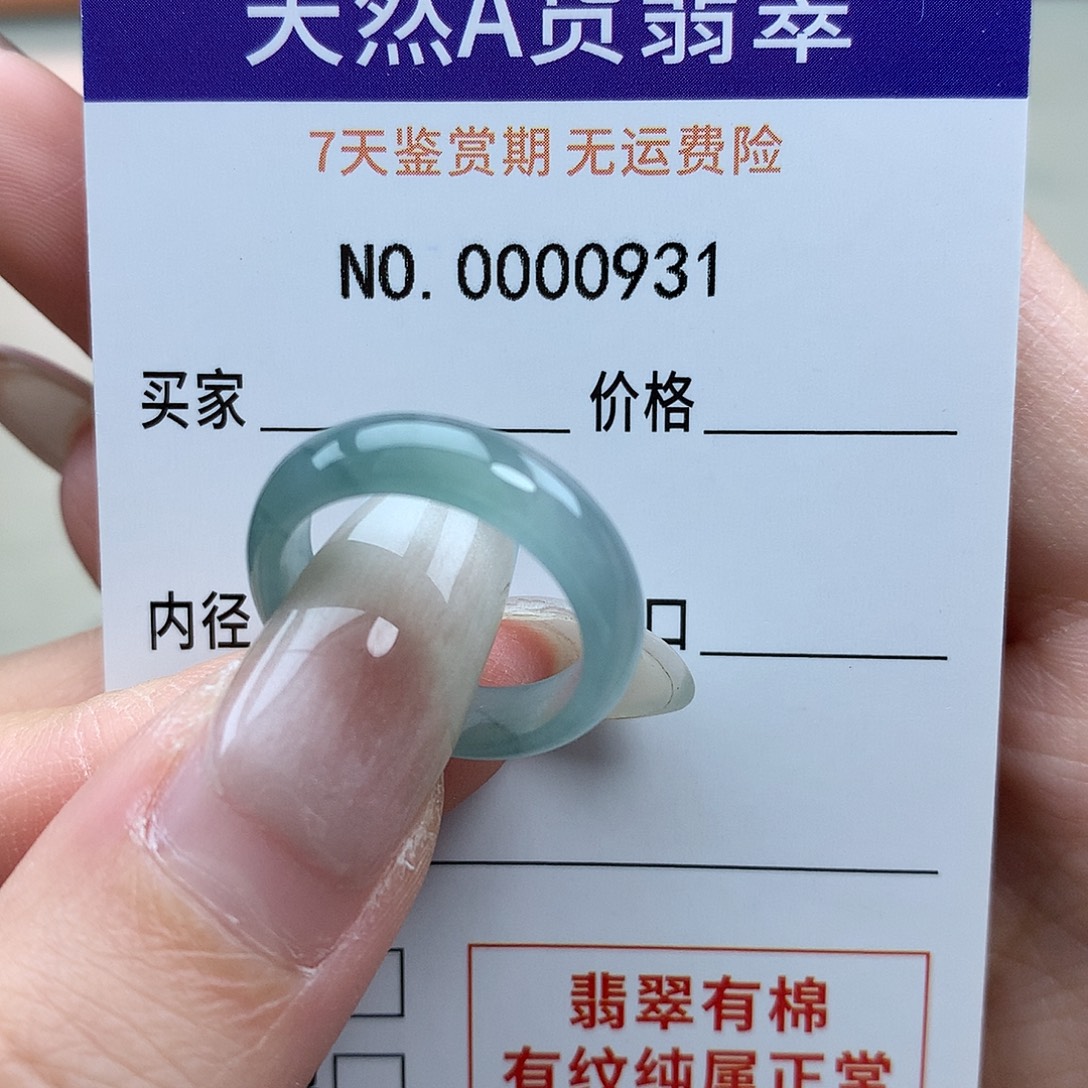 天然A货翡翠
7天鉴赏期 无运费险
NO. 0000931
买家 价格
内径 口
翡翠有棉
有纹纯属正常